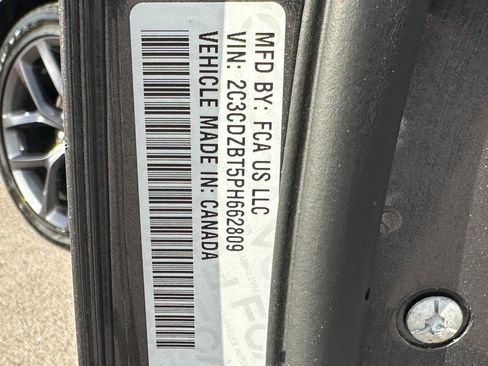 MFD BY: FCA US LLC
VIN: 2C3CDZBT5PH662809
VEHICLE MADE IN: CANADA